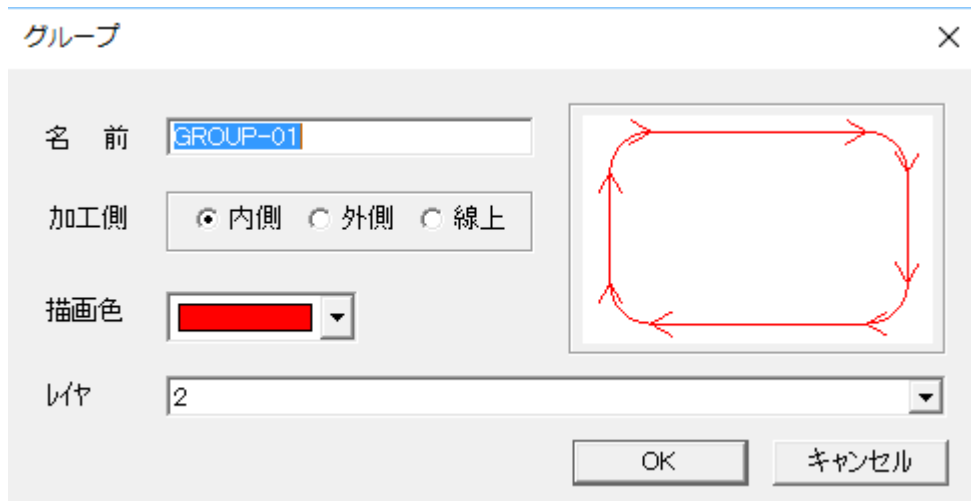 グループ
名 前 GROUP-01
加工側 内側 外側 線上
描画色
レイヤ 2
OK キャンセル